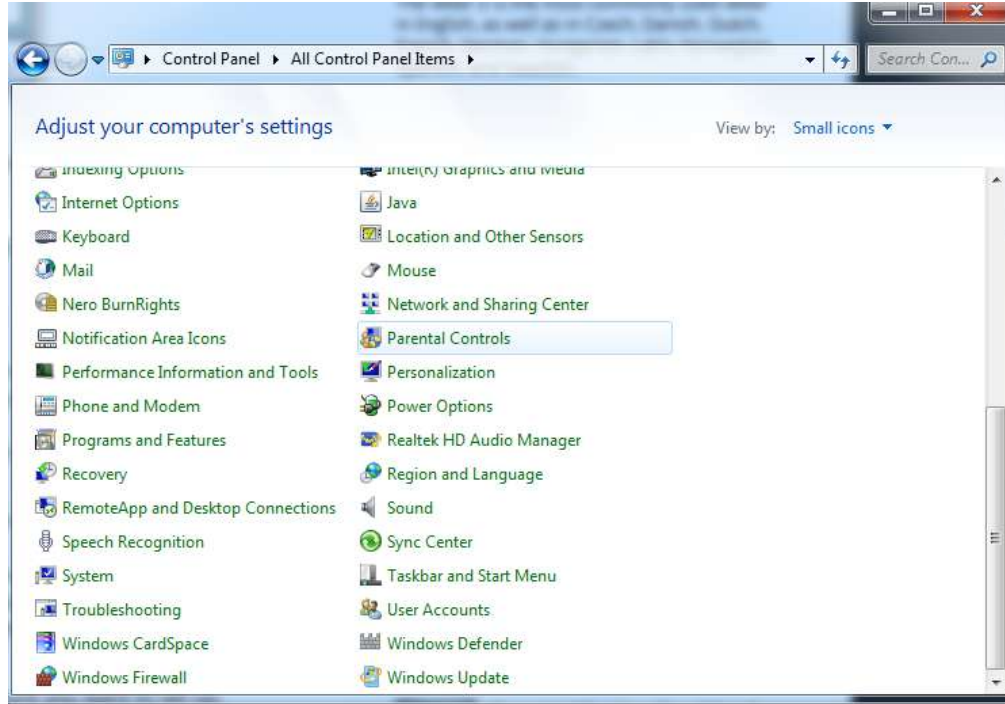 Control Panel ▸ All Control Panel Items ▸
Search Con...
Adjust your computer's settings
View by: Small icons
Indexing Options
Intel(R) Graphics and Media
Internet Options
Java
Keyboard
Location and Other Sensors
Mail
Mouse
Nero BurnRights
Network and Sharing Center
Notification Area Icons
Parental Controls
Performance Information and Tools
Personalization
Phone and Modem
Power Options
Programs and Features
Realtek HD Audio Manager
Recovery
Region and Language
RemoteApp and Desktop Connections
Sound
Speech Recognition
Sync Center
System
Taskbar and Start Menu
Troubleshooting
User Accounts
Windows CardSpace
Windows Defender
Windows Firewall
Windows Update